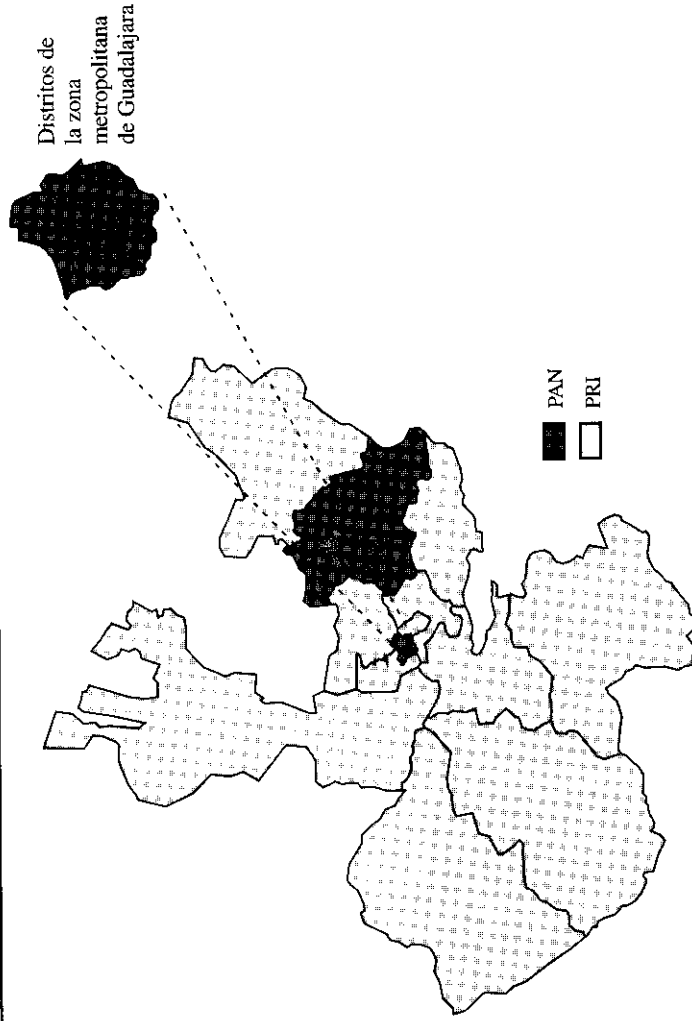 Distritos de
la zona
metropolitana
de Guadalajara
PAN
PRI